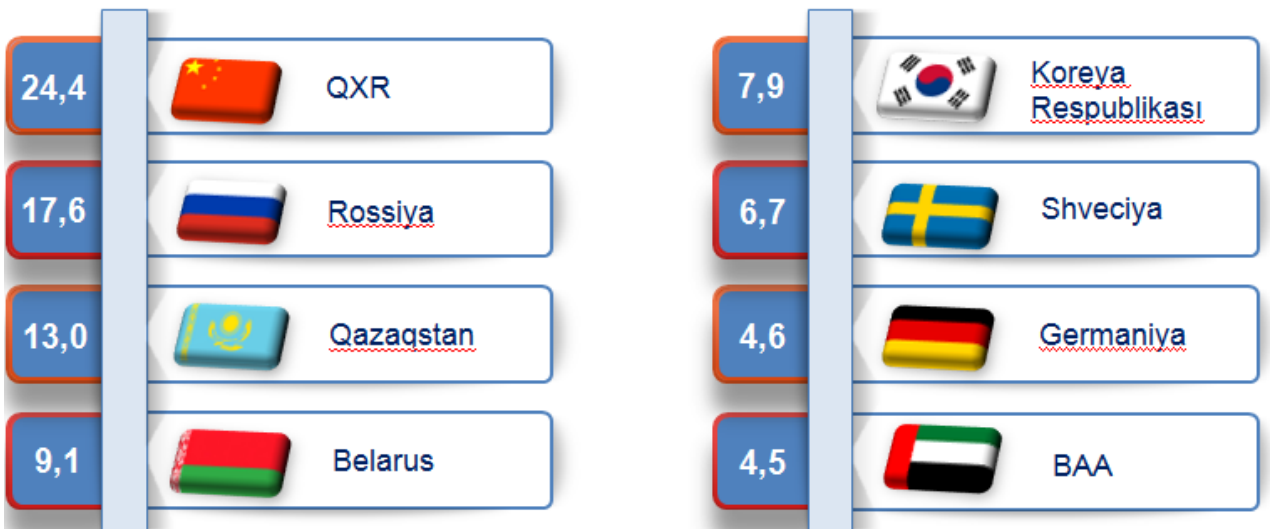 24,4 QXR
17,6 Rossiya
13,0 Qazaqstan
9,1 Belarus
7,9 Koreya
Respublikası
6,7 Shveciya
4,6 Germaniya
4,5 BAA